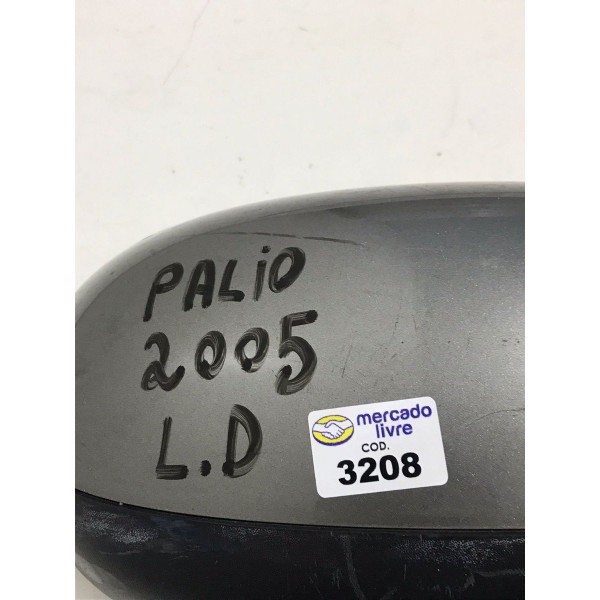 PALiO
2005
L.D
mercado
livre
COD.
3208